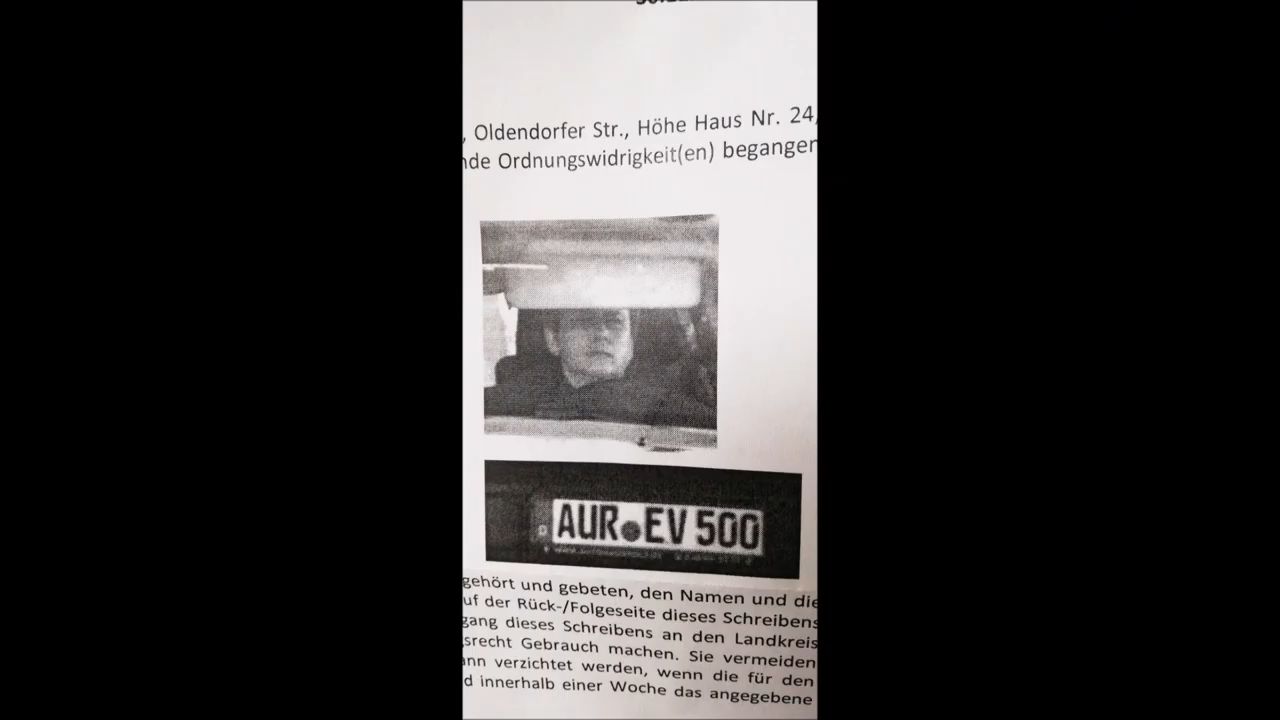 , Oldendorfer Str., Höhe Haus Nr. 24,
nde Ordnungswidrigkeit(en) begangen
AUR EV 500
gehört und gebeten, den Namen und die
uf der Rück-/Folgeseite dieses Schreibens
gang dieses Schreibens an den Landkreis
srecht Gebrauch machen. Sie vermeiden
ann verzichtet werden, wenn die für den
d innerhalb einer Woche das angegebene